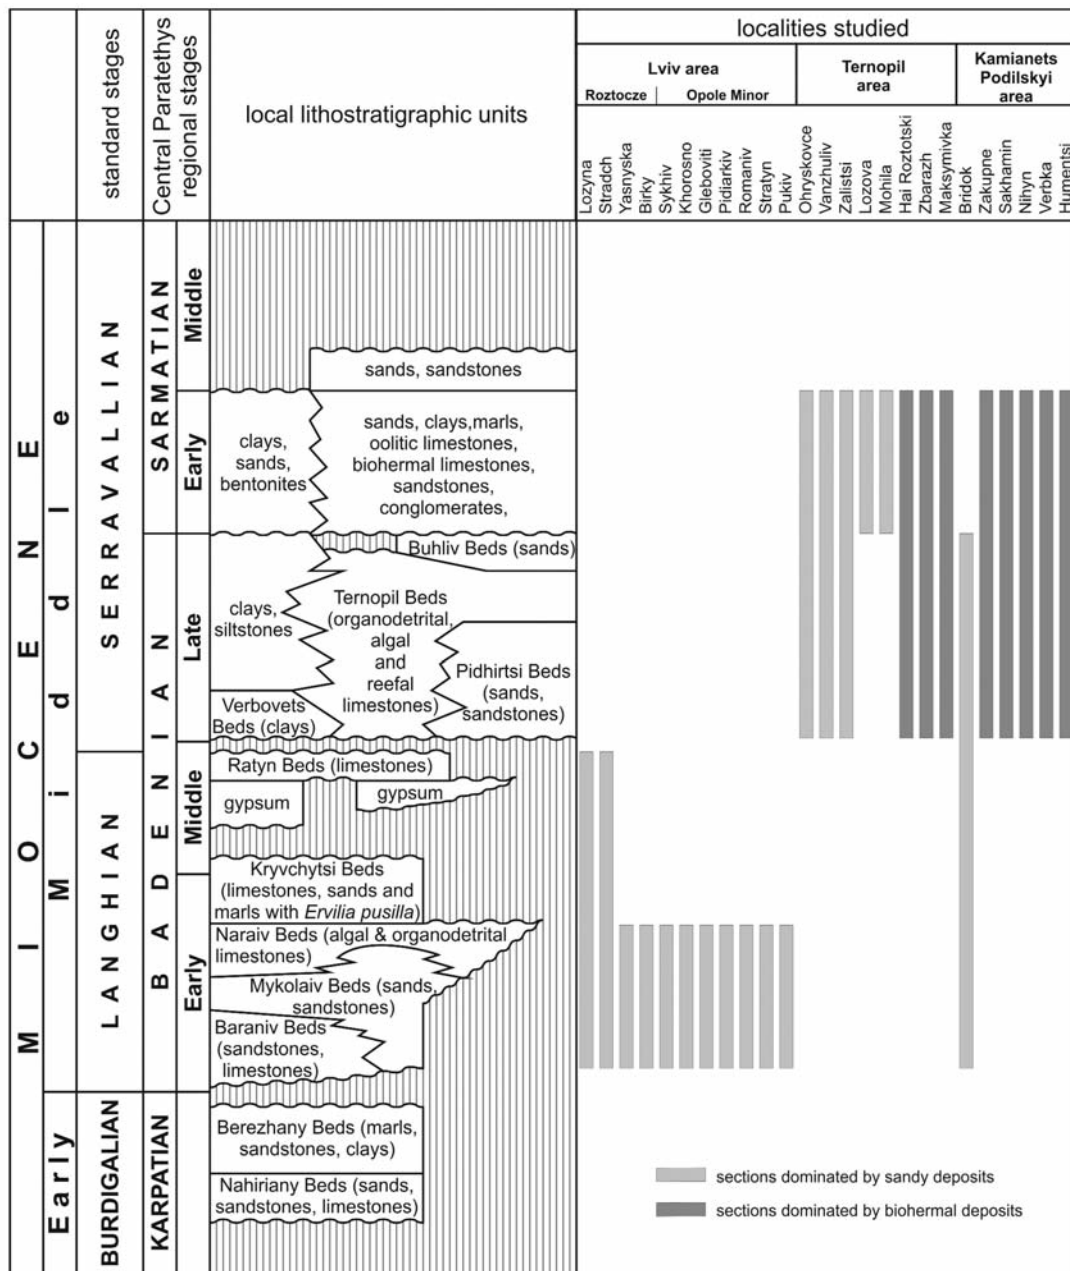 standard stages
Central Paratethys
regional stages
local lithostratigraphic units
localities studied
Lviv area
Ternopil
area
Kamianets
Podilskyi
area
Roztocze
Opole Minor
Lozyna
Stradch
Yasnyska
Birky
Sykhiv
Khorosno
Gleboviti
Pidiarkiv
Romaniv
Stratyn
Pukiv
Ohryskovce
Vanzhuliv
Zalistsi
Lozova
Mohila
Hai Roztotski
Zbarazh
Maksymivka
Bridok
Zakupne
Sakhamin
Nihyn
Verbka
Humentsi
MIOCENE
Middle
Early
SERRAVALLIAN
LANGHIAN
BURDIGALIAN
SARMATIAN
BADENIAN
KARPATIAN
Middle
Early
Late
Middle
Early
sands, sandstones
clays,
sands,
bentonites
sands, clays,marls,
oolitic limestones,
biohermal limestones,
sandstones,
conglomerates,
Buhliv Beds (sands)
clays,
siltstones
Ternopil Beds
(organodetrital,
algal
and
reefal
limestones)
Pidhirtsi Beds
(sands,
sandstones)
Verbovets
Beds (clays)
Ratyn Beds (limestones)
gypsum
gypsum
Kryvchytsi Beds
(limestones, sands and
marls with Ervilia pusilla)
Naraiv Beds (algal & organodetrital
limestones)
Mykolaiv Beds (sands,
sandstones)
Baraniv Beds
(sandstones,
limestones)
Berezhany Beds (marls,
sandstones, clays)
Nahiriany Beds (sands,
sandstones, limestones)
sections dominated by sandy deposits
sections dominated by biohermal deposits